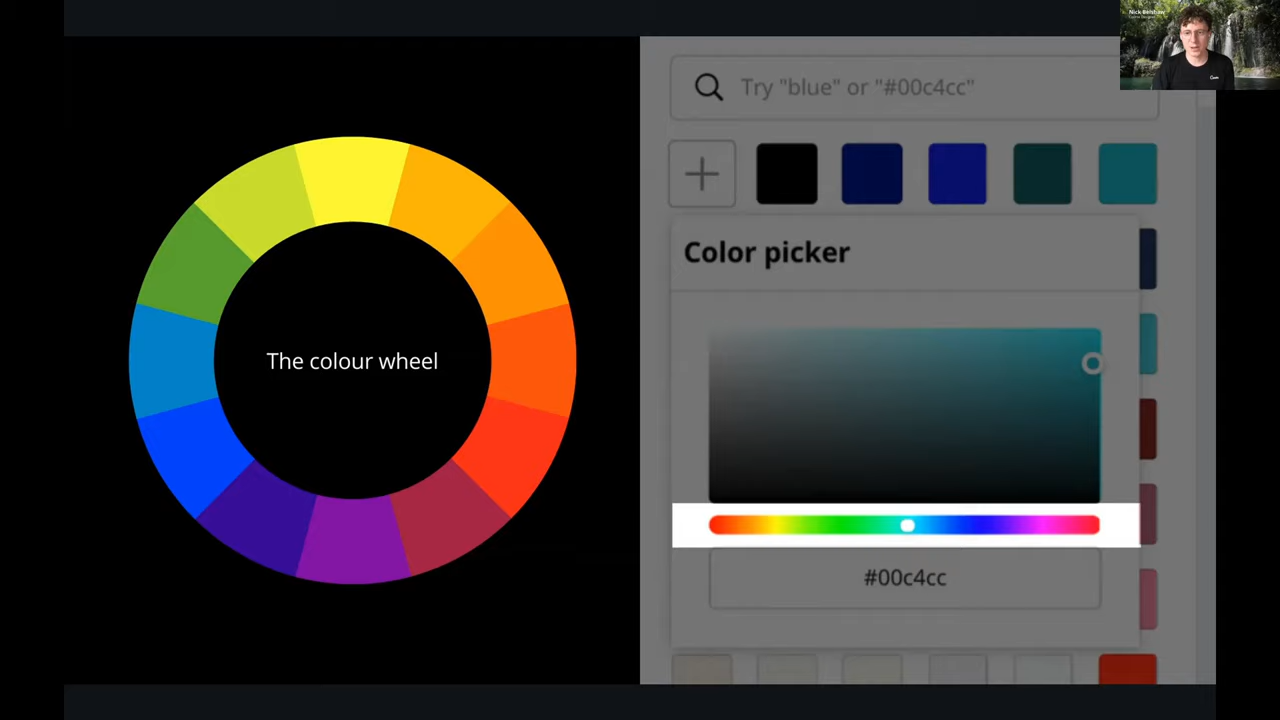 The colour wheel
Try "blue" or "#00c4cc"
Color picker
#00c4cc